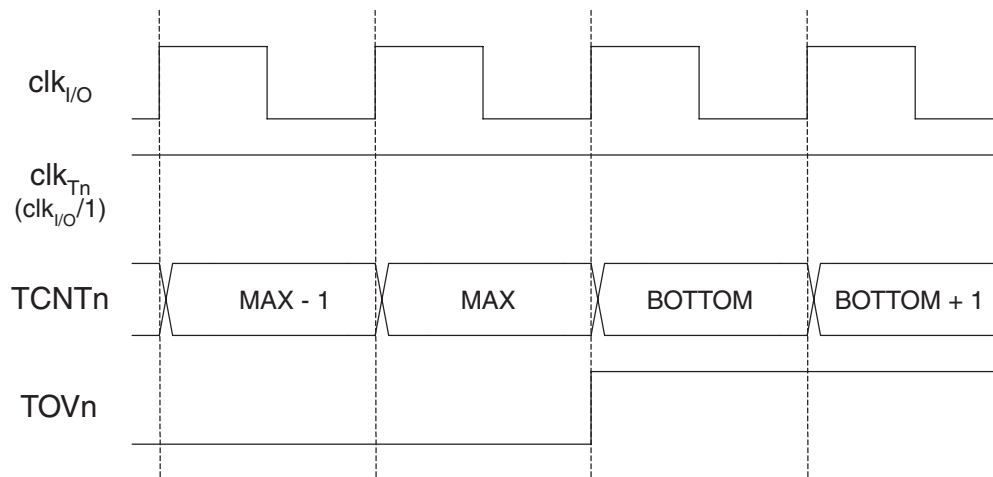 clkI/O
clkTn
(clkI/O/1)
TCNTn
MAX - 1
MAX
BOTTOM
BOTTOM + 1
TOVn